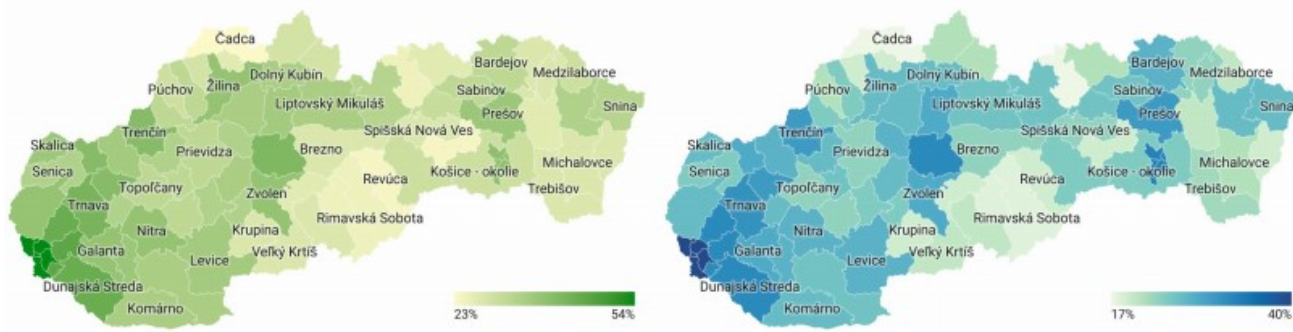 Čadca
Bardejov
Medzilaborce
Dolný Kubín
Žilina
Púchov
Sabinov
Liptovský Mikuláš
Snina
Prešov
Trenčín
Spišská Nová Ves
Skalica
Prievidza
Brezno
Michalovce
Senica
Košice - okolie
Revúca
Topoľčany
Trebišov
Zvolen
Trnava
Rimavská Sobota
Nitra
Krupina
Galanta
Veľký Krtíš
Levice
Dunajská Streda
Komárno
23%
54%
Čadca
Bardejov
Medzilaborce
Dolný Kubín
Žilina
Púchov
Sabinov
Liptovský Mikuláš
Snina
Prešov
Trenčín
Spišská Nová Ves
Skalica
Prievidza
Brezno
Michalovce
Senica
Košice - okolie
Revúca
Topoľčany
Trebišov
Zvolen
Trnava
Rimavská Sobota
Nitra
Krupina
Galanta
Veľký Krtíš
Levice
Dunajská Streda
Komárno
17%
40%